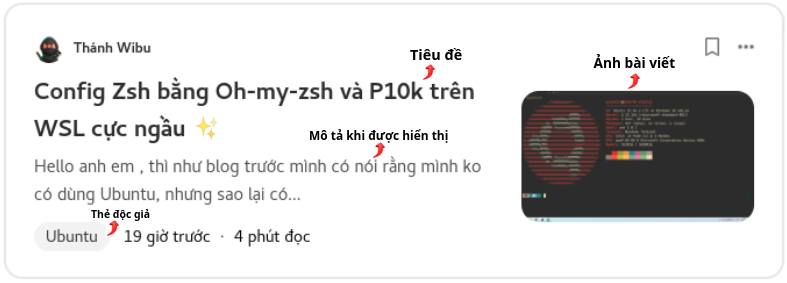 Thánh Wibu
Tiêu đề
Ảnh bài viết
Config Zsh bằng Oh-my-zsh và P10k trên
WSL cực ngầu ✨
Mô tả khi được hiển thị
Hello anh em , thì như blog trước mình có nói rằng mình ko
có dùng Ubuntu, nhưng sao lại có...
Thẻ độc giả
Ubuntu
19 giờ trước · 4 phút đọc